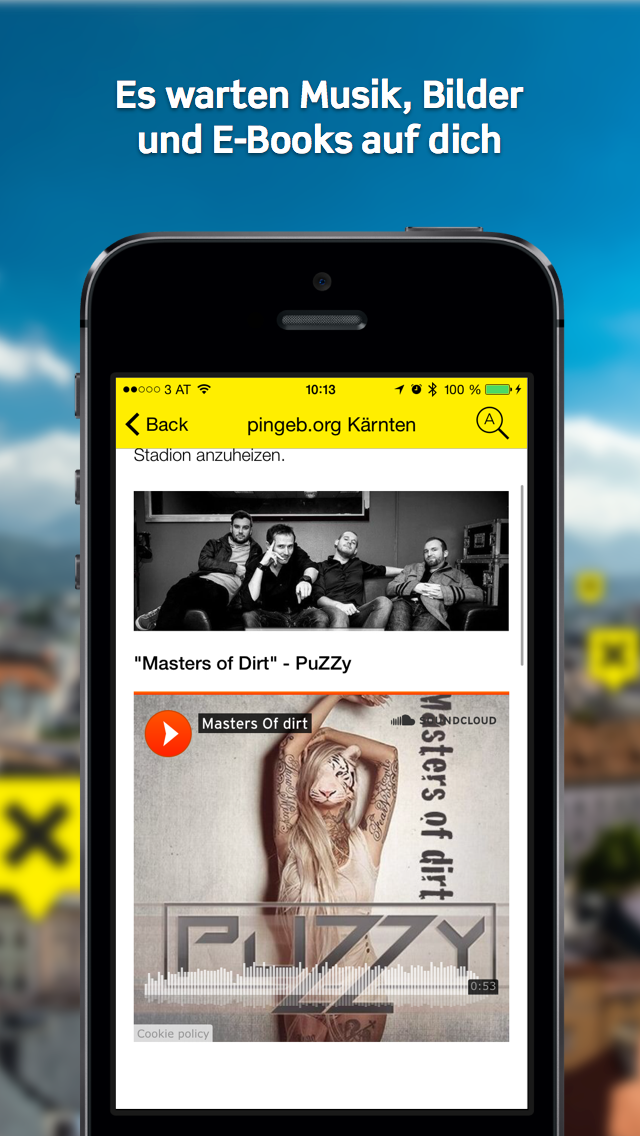 Es warten Musik, Bilder
und E-Books auf dich
3 AT
10:13
100 %
Back
pingeb.org Kärnten
A
Stadion anzuheizen.
"Masters of Dirt" - PuZZy
Masters Of dirt
SOUNDCLOUD
Masters of dirt
PuZZy
0:53
Cookie policy